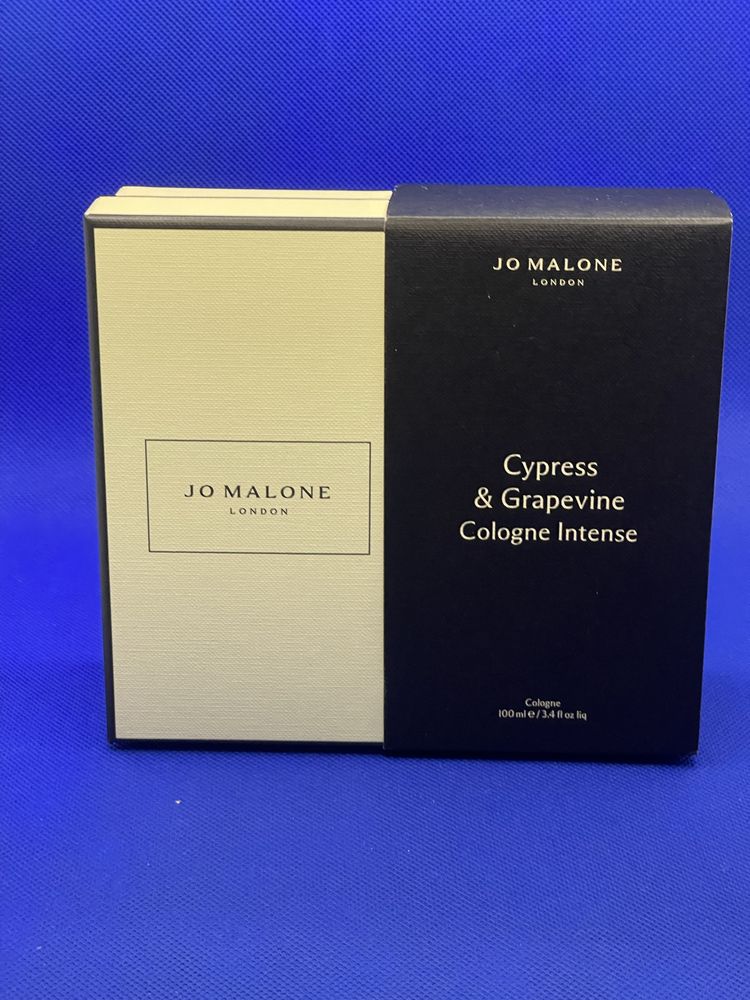 JO MALONE
LONDON
JO MALONE
LONDON
Cypress
& Grapevine
Cologne Intense
Cologne
100 ml ℮ / 3.4 fl oz liq